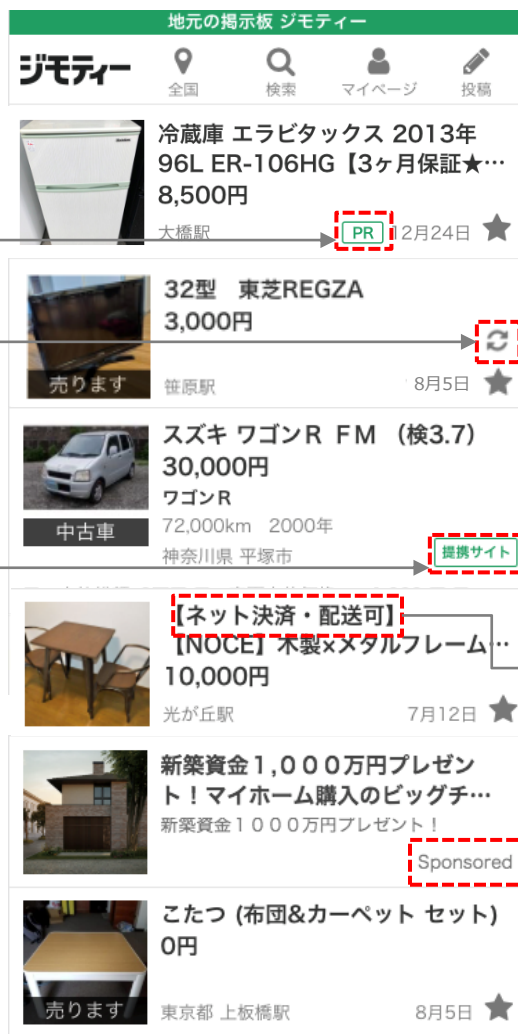 地元の掲示板 ジモティー
ジモティー
全国
検索
マイページ
投稿
冷蔵庫 エラビタックス 2013年
96L ER-106HG【3ヶ月保証★…
8,500円
大橋駅
PR
12月24日
32型　東芝REGZA
3,000円
売ります
笹原駅
8月5日
スズキ ワゴンＲ ＦＭ （検3.7）
30,000円
ワゴンＲ
中古車
72,000km　2000年
神奈川県 平塚市
提携サイト
【ネット決済・配送可】
【NOCE】木製×メタルフレーム…
10,000円
光が丘駅
7月12日
新築資金１,０００万円プレゼン
ト！マイホーム購入のビッグチ…
新築資金１０００万円プレゼント！
Sponsored
こたつ (布団&カーペット セット)
0円
売ります
東京都 上板橋駅
8月5日